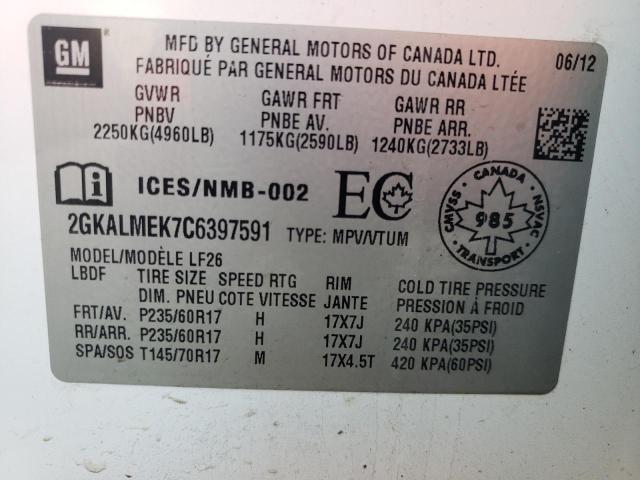 GM
MFD BY GENERAL MOTORS OF CANADA LTD. 06/12
FABRIQUÉ PAR GENERAL MOTORS DU CANADA LTÉE
GVWR GAWR FRT GAWR RR
PNBV PNBE AV. PNBE ARR.
2250KG(4960LB) 1175KG(2590LB) 1240KG(2733LB)
i ICES/NMB-002 EC
CANADA CMVSS NSVAC 985 TRANSPORT
2GKALMEK7C6397591 TYPE: MPV/VTUM
MODEL/MODÈLE LF26
LBDF TIRE SIZE SPEED RTG RIM COLD TIRE PRESSURE
DIM. PNEU COTE VITESSE JANTE PRESSION À FROID
FRT/AV. P235/60R17 H 17X7J 240 KPA(35PSI)
RR/ARR. P235/60R17 H 17X7J 240 KPA(35PSI)
SPA/SOS T145/70R17 M 17X4.5T 420 KPA(60PSI)